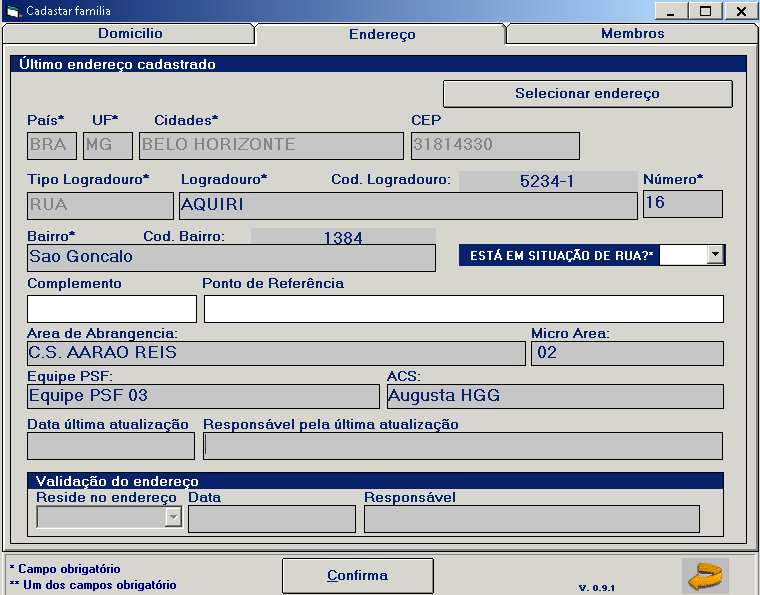 Cadastar familia
Domicilio Endereço Membros
Último endereço cadastrado
Selecionar endereço
País* UF* Cidades* CEP
BRA MG BELO HORIZONTE 31814330
Tipo Logradouro* Logradouro* Cod. Logradouro: 5234-1 Número*
RUA AQUIRI 16
Bairro* Cod. Bairro: 1384
Sao Goncalo ESTÁ EM SITUAÇÃO DE RUA?*
Complemento Ponto de Referência
Area de Abrangencia: Micro Area:
C.S. AARAO REIS 02
Equipe PSF: ACS:
Equipe PSF 03 Augusta HGG
Data última atualização Responsável pela última atualização
Validação do endereço
Reside no endereço Data Responsável
* Campo obrigatório
** Um dos campos obrigatório
Confirma
V. 0.9.1